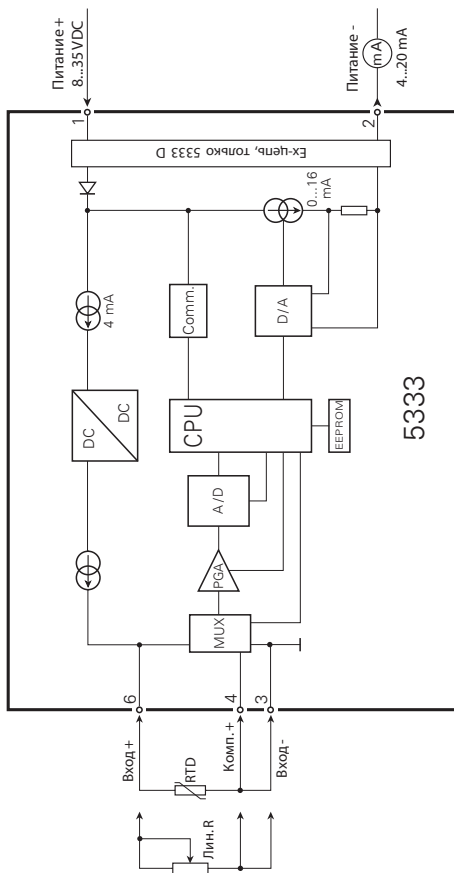 Питание+
8...35 VDC
Питание -
mA
4...20 mA
1
2
Ex-цепь, только 5333 D
0...16
mA
4 mA
Comm.
D/A
DC
DC
CPU
EEPROM
A/D
PGA
MUX
5333
6
4
3
Вход+
RTD
Комп.+
Вход-
Лин.R